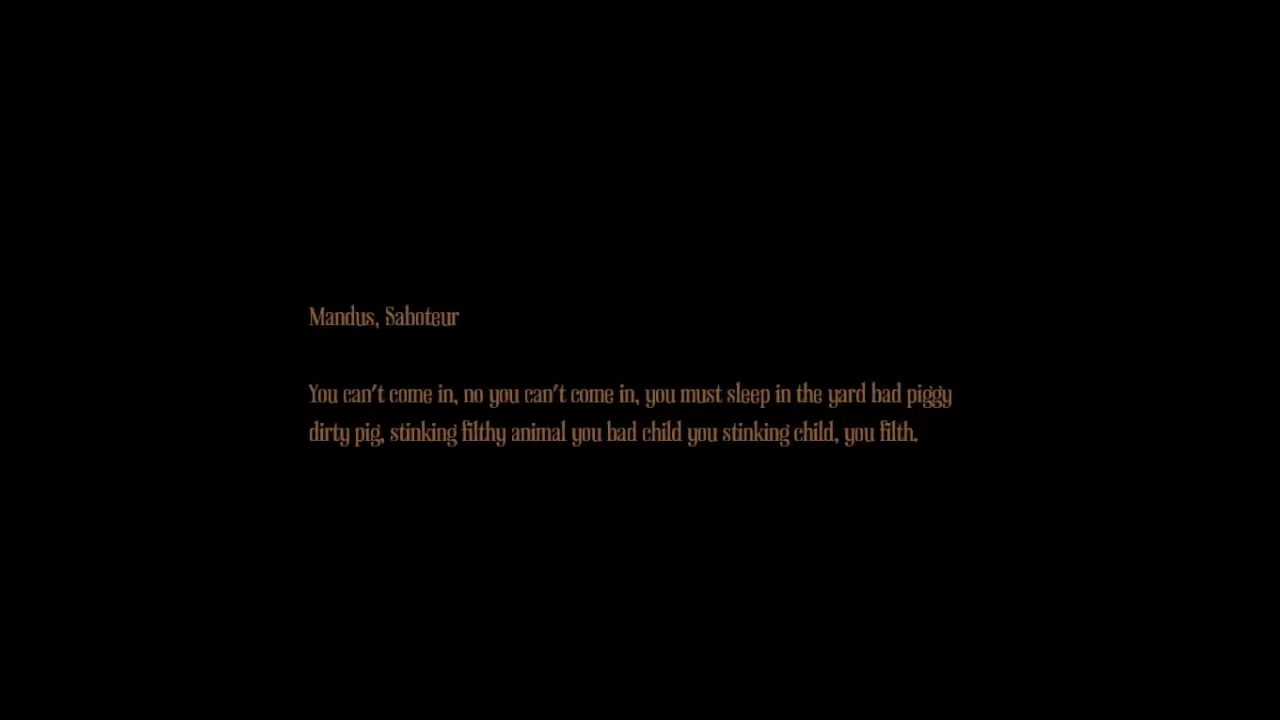 Mandus, Saboteur
You can't come in, no you can't come in, you must sleep in the yard bad piggy
dirty pig, stinking filthy animal you bad child you stinking child, you filth.